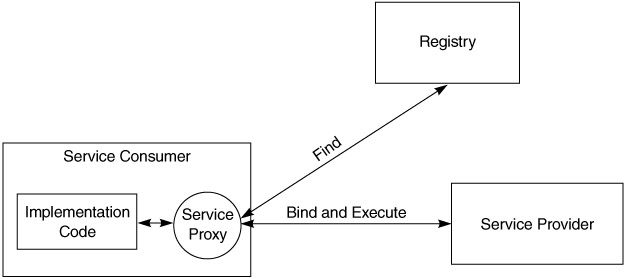 Registry
Find
Service Consumer
Implementation
Code
Service
Proxy
Bind and Execute
Service Provider